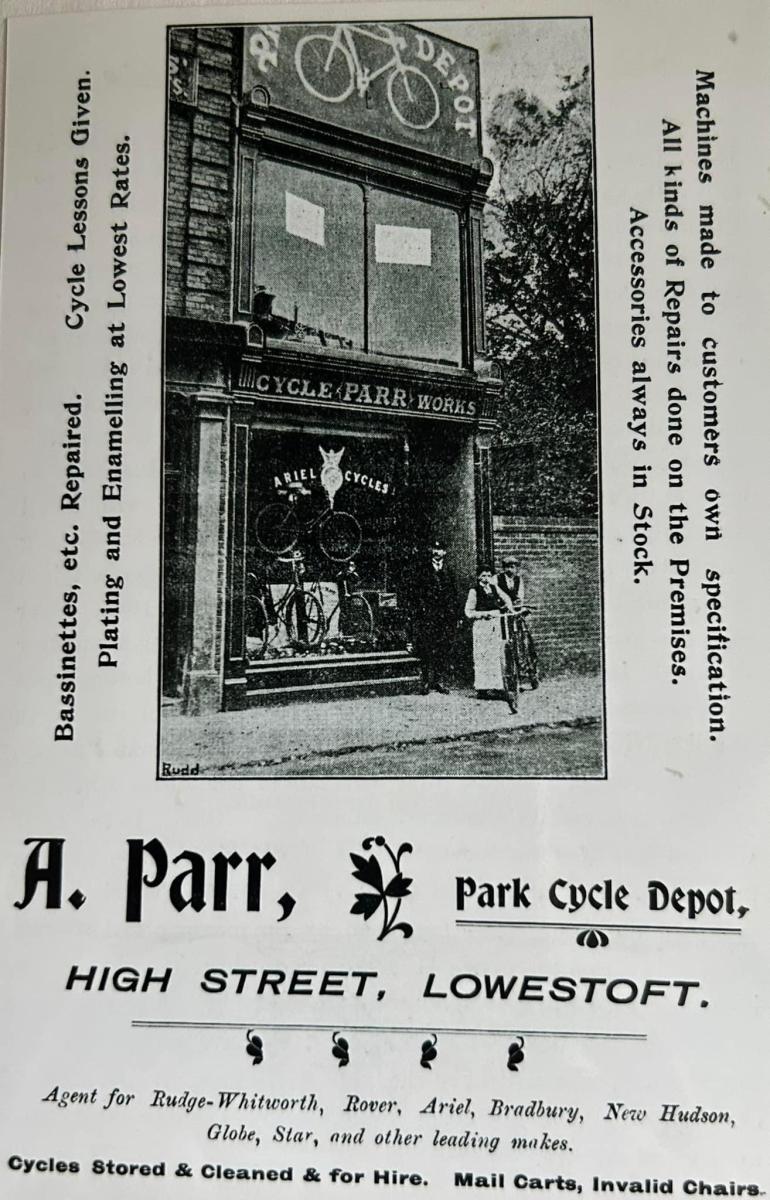 Bassinettes, etc. Repaired. Cycle Lessons Given.
Plating and Enamelling at Lowest Rates.
DEPOT
CYCLE PARR WORKS
ARIEL CYCLES
Rudd
Machines made to customers own specification.
All kinds of Repairs done on the Premises.
Accessories always in Stock.
A. Parr,
Park Cycle Depot,
HIGH STREET, LOWESTOFT.
Agent for Rudge-Whitworth, Rover, Ariel, Bradbury, New Hudson,
Globe, Star, and other leading makes.
Cycles Stored & Cleaned & for Hire. Mail Carts, Invalid Chairs.